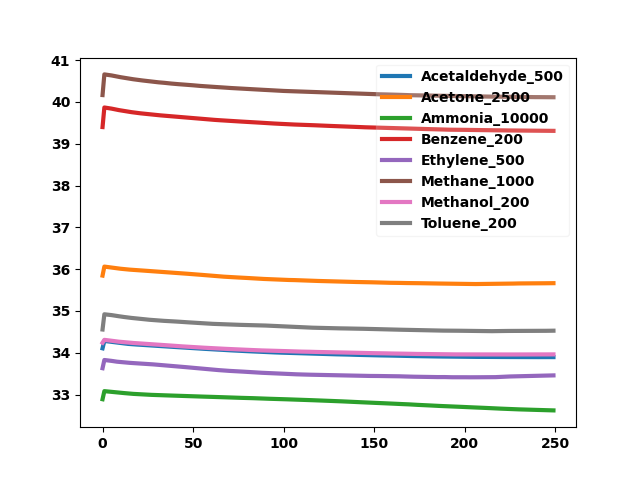 41
40
39
38
37
36
35
34
33
0
50
100
150
200
250
Acetaldehyde_500
Acetone_2500
Ammonia_10000
Benzene_200
Ethylene_500
Methane_1000
Methanol_200
Toluene_200